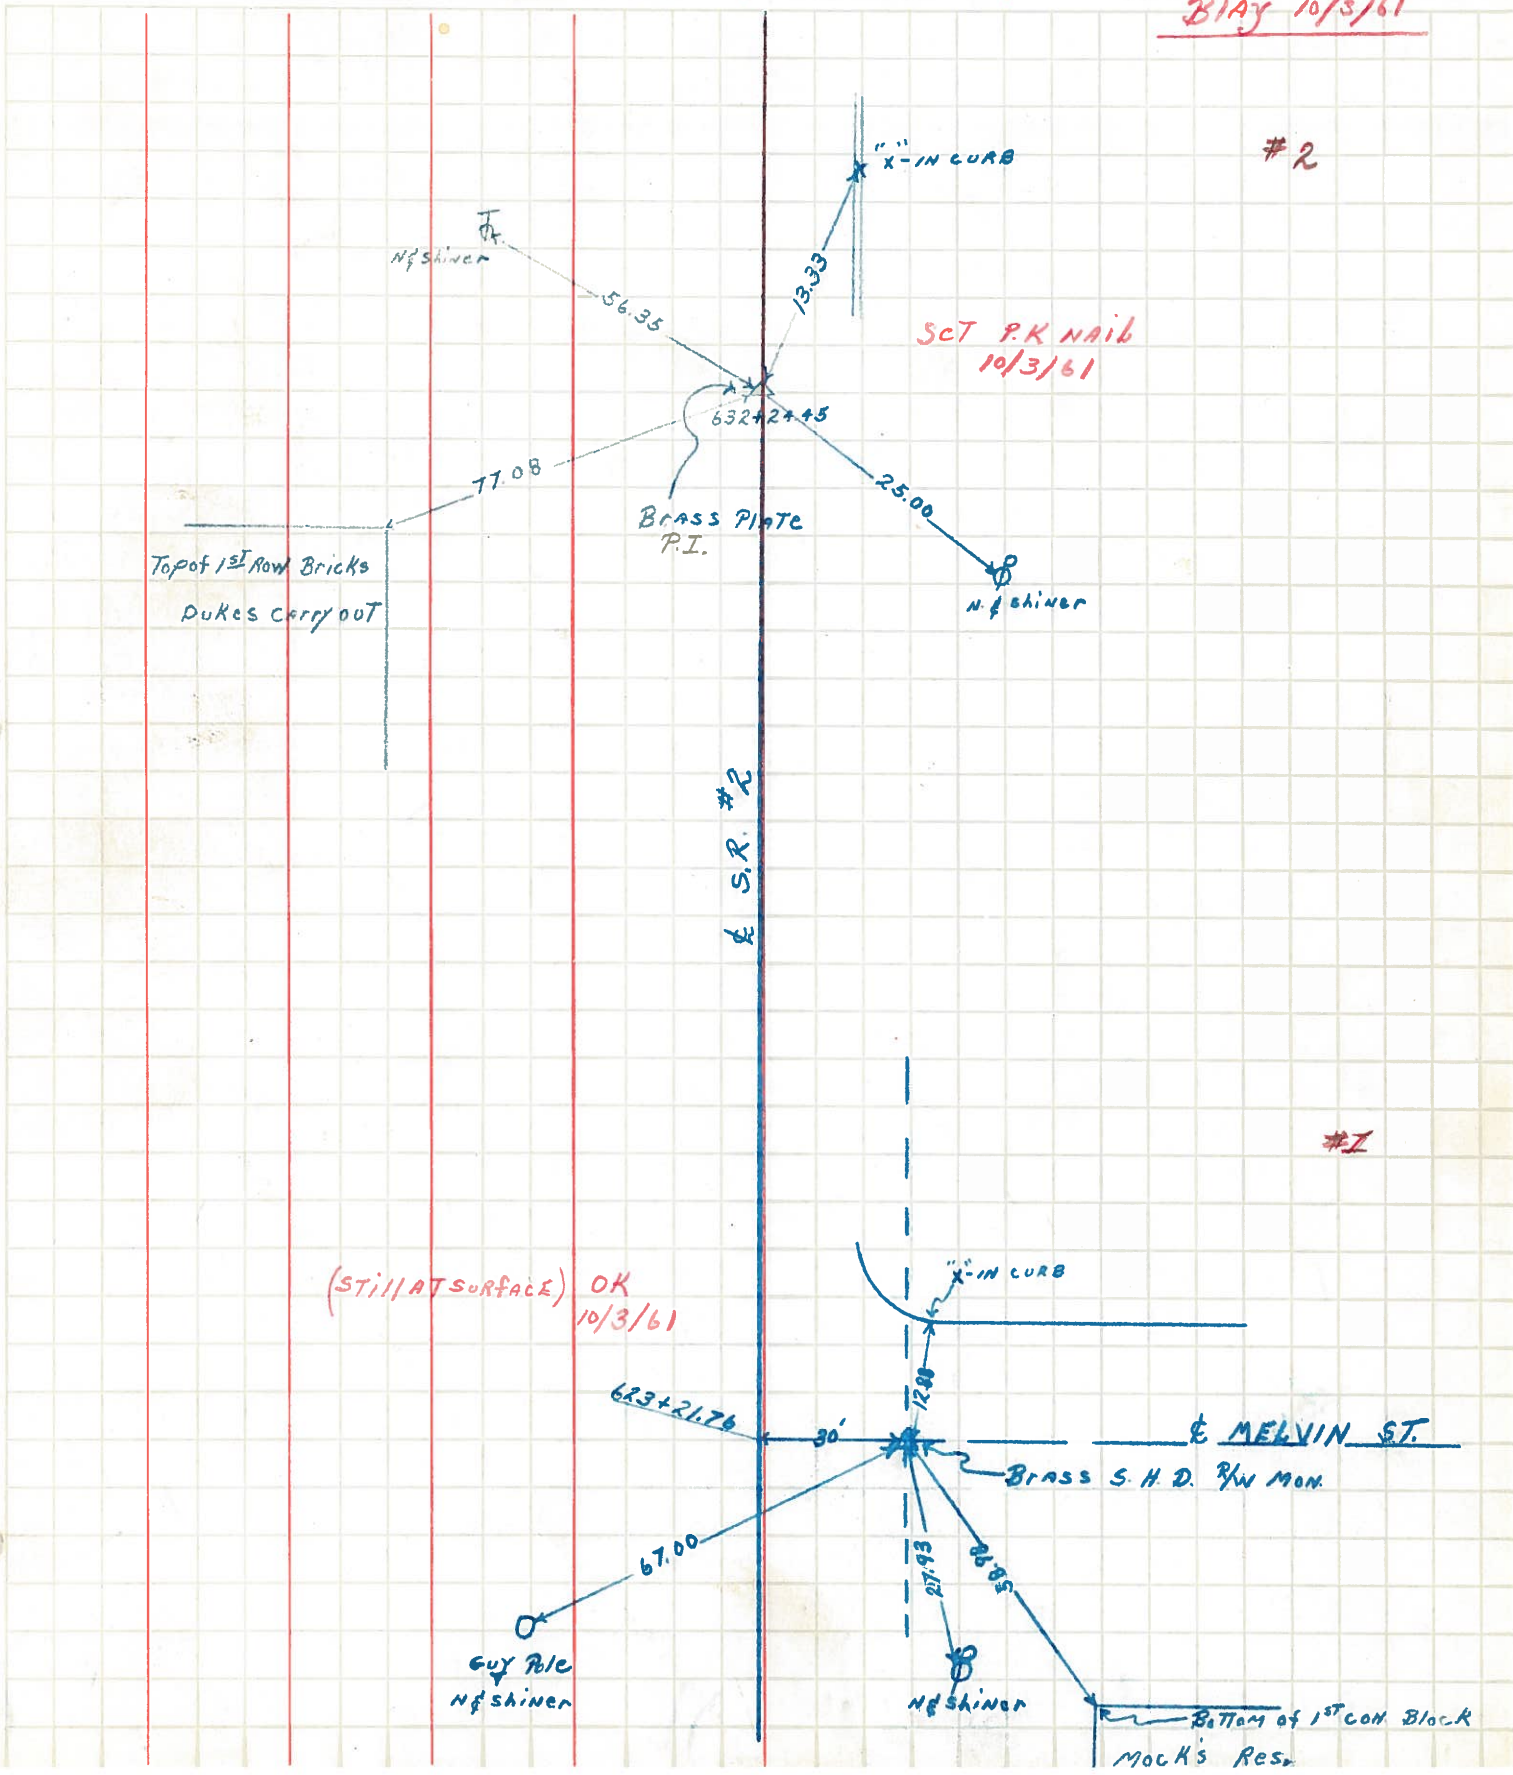 Blay 10/3/61
# 2
"X"-IN CURB
N & Shiner
13.33
56.35
SET P.K NAIL
10/3/61
632+24.45
77.08
25.00
Brass Plate
P.I.
Top of 1ST Row Bricks
Dukes Carry out
N. & Shiner
℄ S.R. #2
#1
"X"-IN CURB
(Still AT SURFACE) OK
10/3/61
12.88
623+21.76
30'
℄ MELVIN ST.
Brass S.H.D. R/W MON.
67.00
27.93
58.98
Guy Pole
N & Shiner
N & Shiner
Bottom of 1ST CON. Block
Mock's Res.